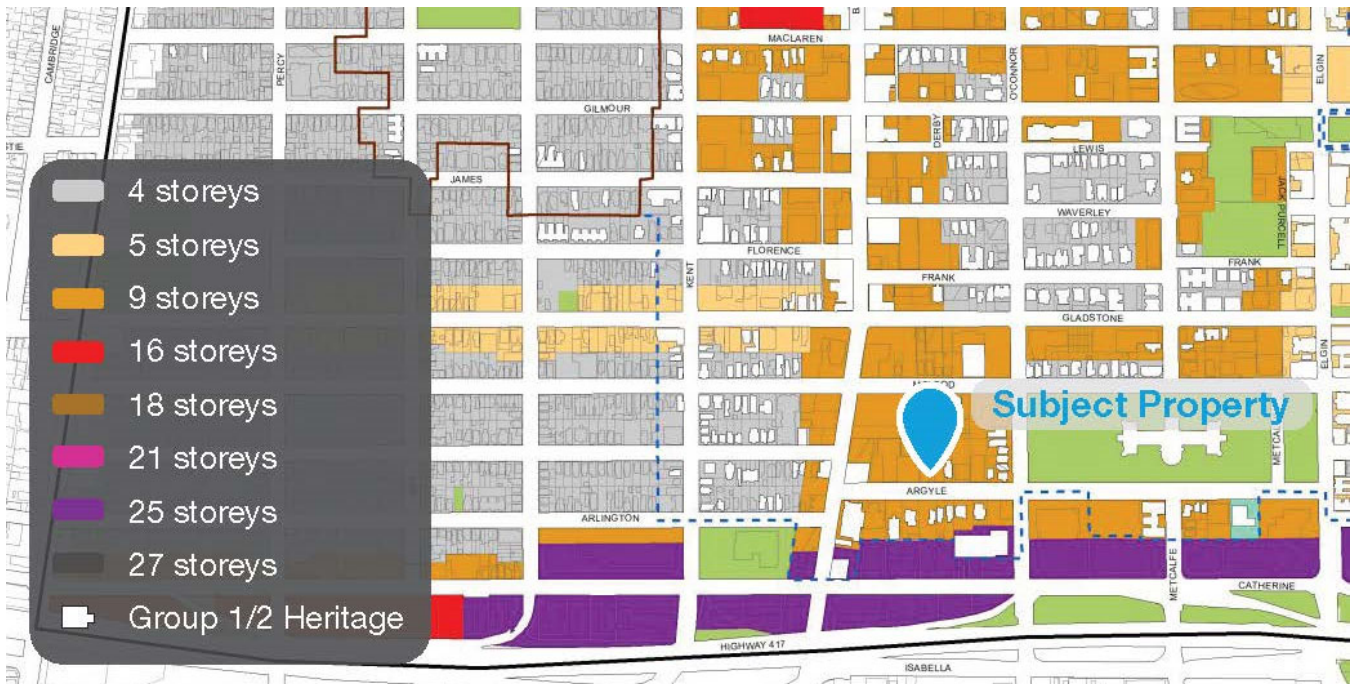 CAMBRIDGE
PERCY
MACLAREN
O'CONNOR
ELGIN
GILMOUR
DERBY
LEWIS
JAMES
WAVERLEY
JACK PURCELL
FLORENCE
KENT
FRANK
FRANK
GLADSTONE
ELGIN
Subject Property
ARGYLE
ARLINGTON
METCALFE
CATHERINE
HIGHWAY 417
ISABELLA
4 storeys
5 storeys
9 storeys
16 storeys
18 storeys
21 storeys
25 storeys
27 storeys
Group 1/2 Heritage